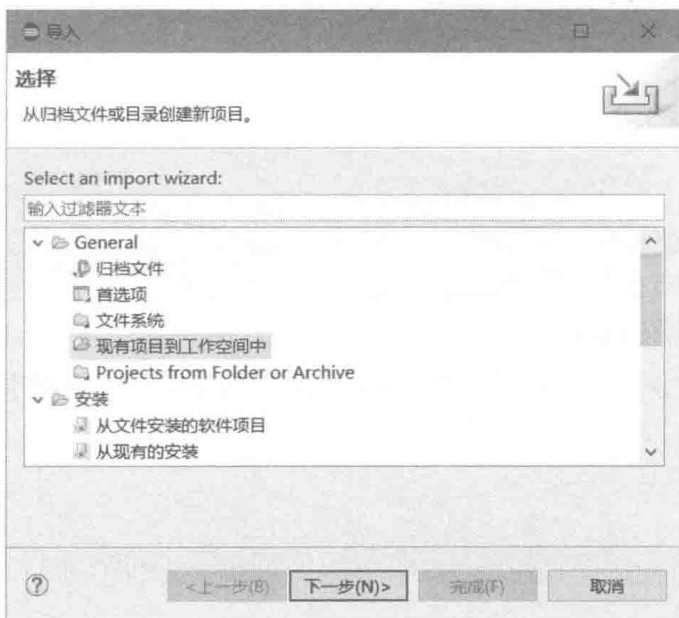 导入
选择
从归档文件或目录创建新项目。
Select an import wizard:
输入过滤器文本
General
归档文件
首选项
文件系统
现有项目到工作空间中
Projects from Folder or Archive
安装
从文件安装的软件项目
从现有的安装
<上一步(B) 下一步(N)> 完成(F) 取消